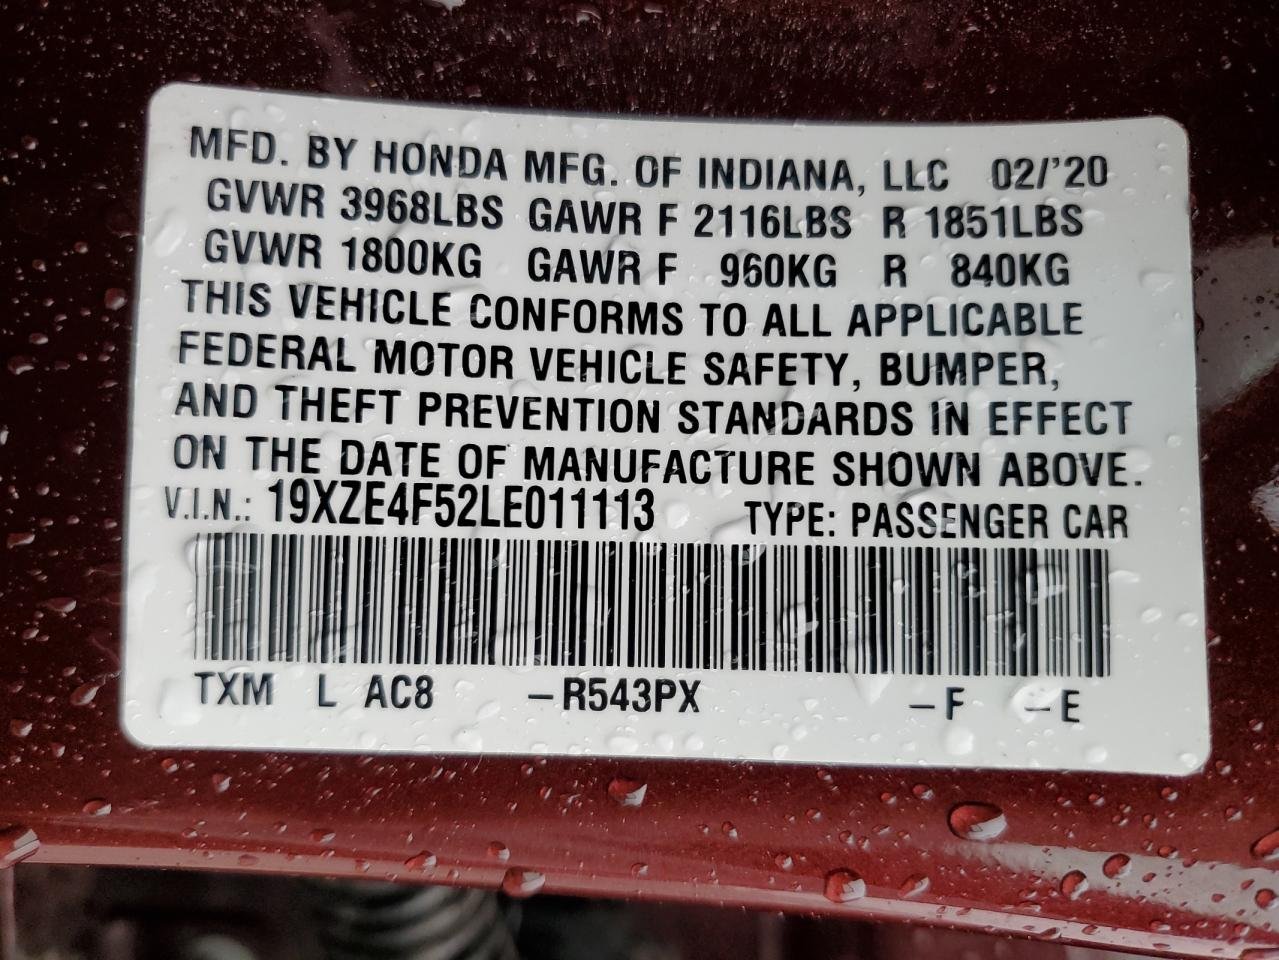 MFD. BY HONDA MFG. OF INDIANA, LLC 02/'20
GVWR 3968LBS GAWR F 2116LBS R 1851LBS
GVWR 1800KG GAWR F 960KG R 840KG
THIS VEHICLE CONFORMS TO ALL APPLICABLE
FEDERAL MOTOR VEHICLE SAFETY, BUMPER,
AND THEFT PREVENTION STANDARDS IN EFFECT
ON THE DATE OF MANUFACTURE SHOWN ABOVE.
V.I.N.: 19XZE4F52LE011113 TYPE: PASSENGER CAR
TXM L AC8 –R543PX –F –E